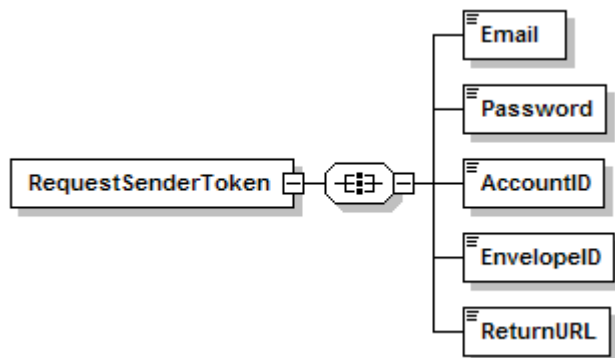 Email
Password
RequestSenderToken
AccountID
EnvelopeID
ReturnURL